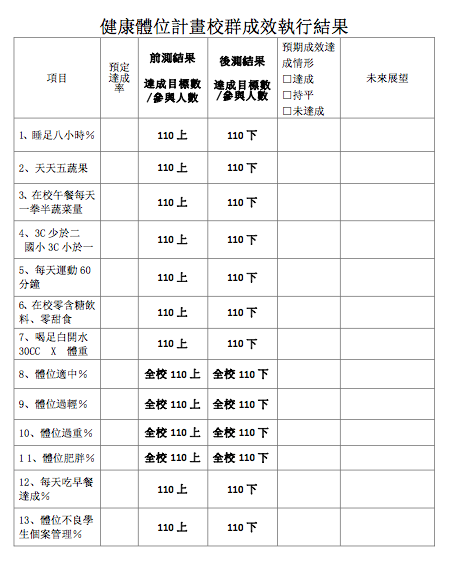 健康體位計畫校群成效執行結果
項目
預定
達成
率
前測結果
達成目標數
/參與人數
後測結果
達成目標數
/參與人數
預期成效達
成情形
□達成
□持平
□未達成
未來展望
1、睡足八小時%
110 上
110 下
2、天天五蔬果
110 上
110 下
3、在校午餐每天
一拳半蔬菜量
110 上
110 下
4、3C 少於二
國小 3C 小於一
110 上
110 下
5、每天運動 60
分鐘
110 上
110 下
6、在校零含糖飲
料、零甜食
110 上
110 下
7、喝足白開水
30CC X 體重
110 上
110 下
8、體位適中%
全校 110 上
全校 110 下
9、體位過輕%
全校 110 上
全校 110 下
10、體位過重%
全校 110 上
全校 110 下
11、體位肥胖%
全校 110 上
全校 110 下
12、每天吃早餐
達成%
110 上
110 下
13、體位不良學
生個案管理%
110 上
110 下